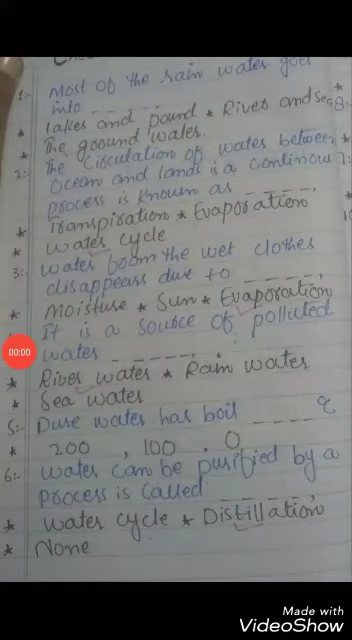 1:- Most of the rain water goes
into _ _ _ _ _.
* lakes and pound * River and sea
* The ground water.
2:- The circulation of water between
Ocean and lands is a continous
process is known as _ _ _ _ _.
* Transpiration * Evaporation
* water cycle
3:- water from the wet clothes
disappear due to _ _ _ _ _,
* Moisture * Sun * Evaporation
It is a source of polluted
water _ _ _ _ _.
00:00
* River water * Rain water
* Sea water
5:- Pure water has boil _ _ _ _
200 , 100 , 0
6:- water can be purified by a
process is called _ _ _ _ _,
* water cycle * Distillation
* None
Made with
VideoShow